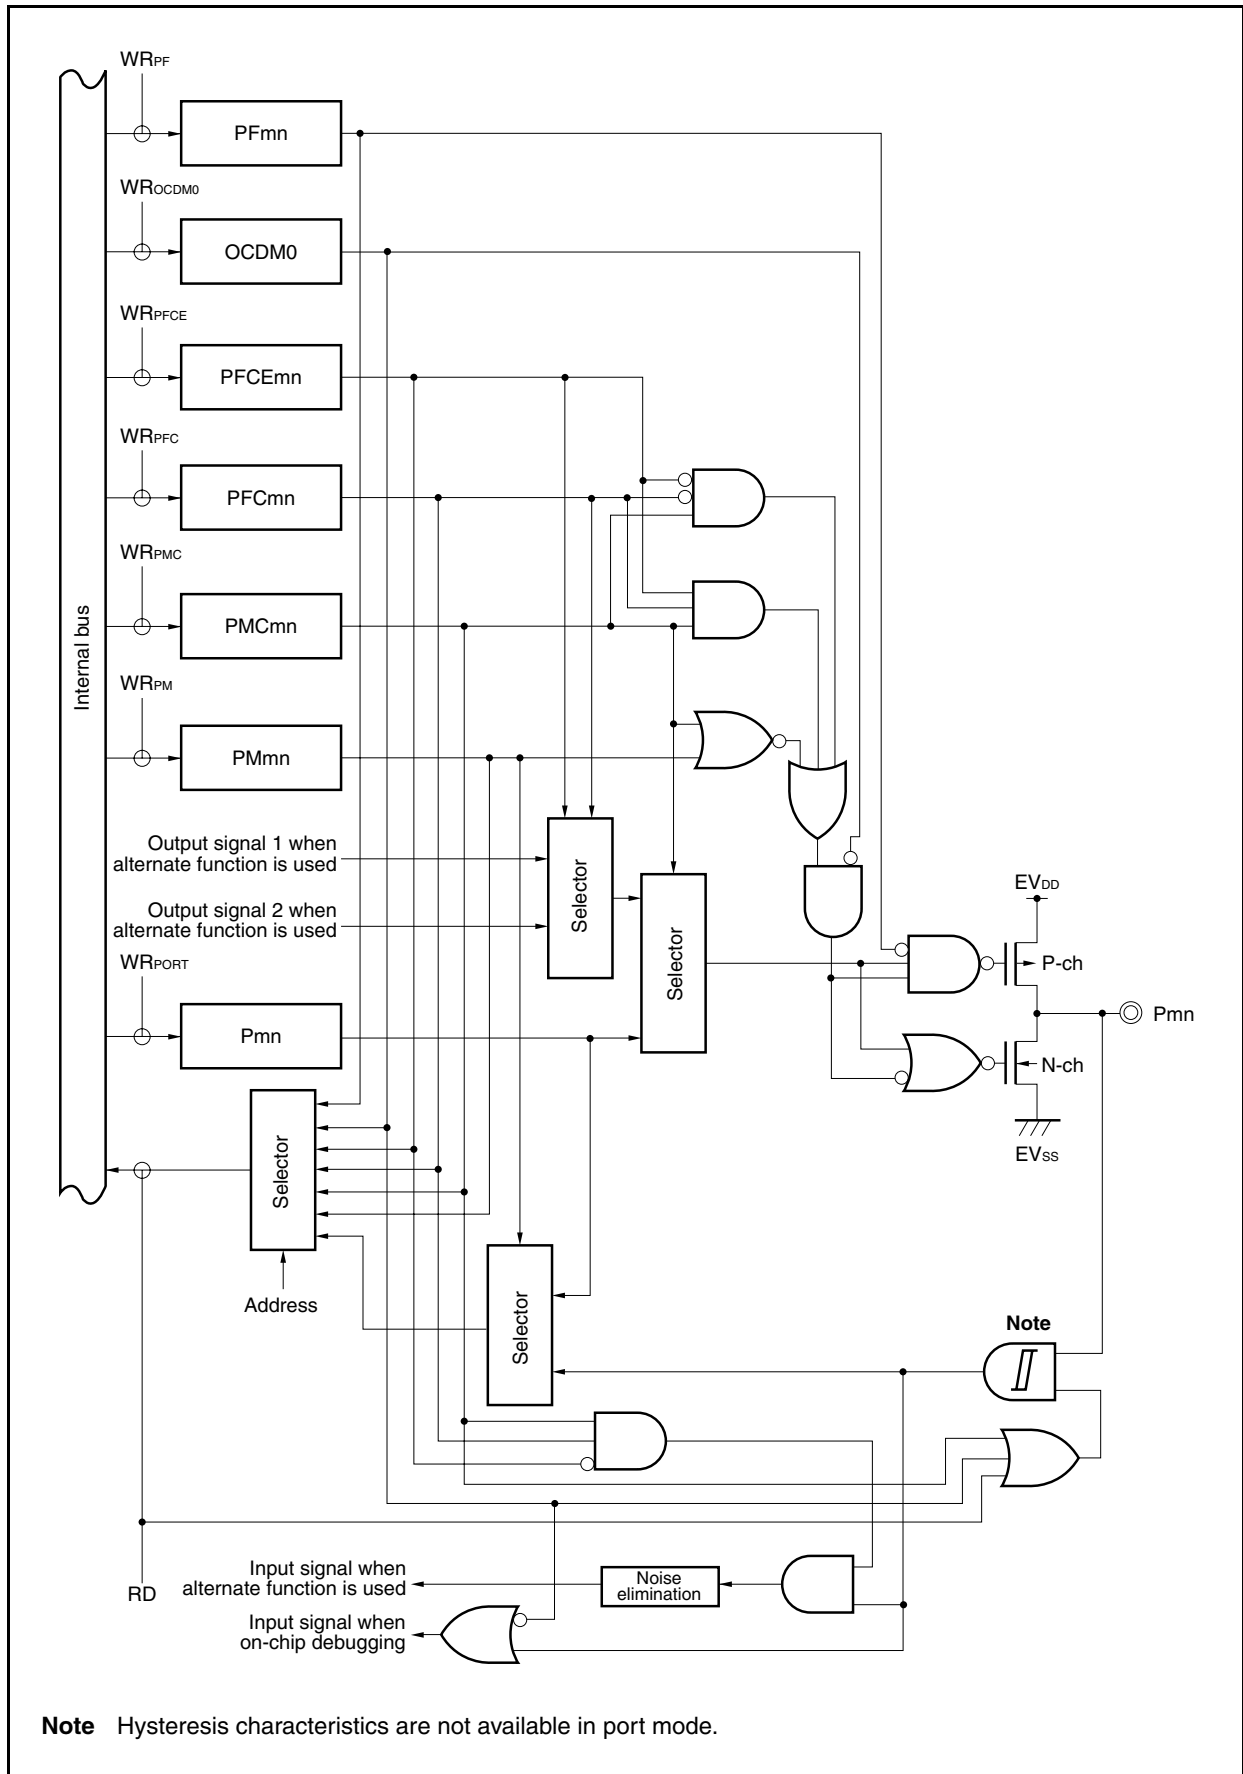 WRPF
PFmn
WROCDM0
OCDM0
WRPFCE
PFCEmn
WRPFC
PFCmn
WRPMC
PMCmn
Internal bus
WRPM
PMmn
Output signal 1 when
alternate function is used
Output signal 2 when
alternate function is used
Selector
Selector
WRPORT
Pmn
EVDD
P-ch
Pmn
N-ch
EVSS
Selector
Address
Selector
Note
RD
Input signal when
alternate function is used
Noise
elimination
Input signal when
on-chip debugging
Note Hysteresis characteristics are not available in port mode.